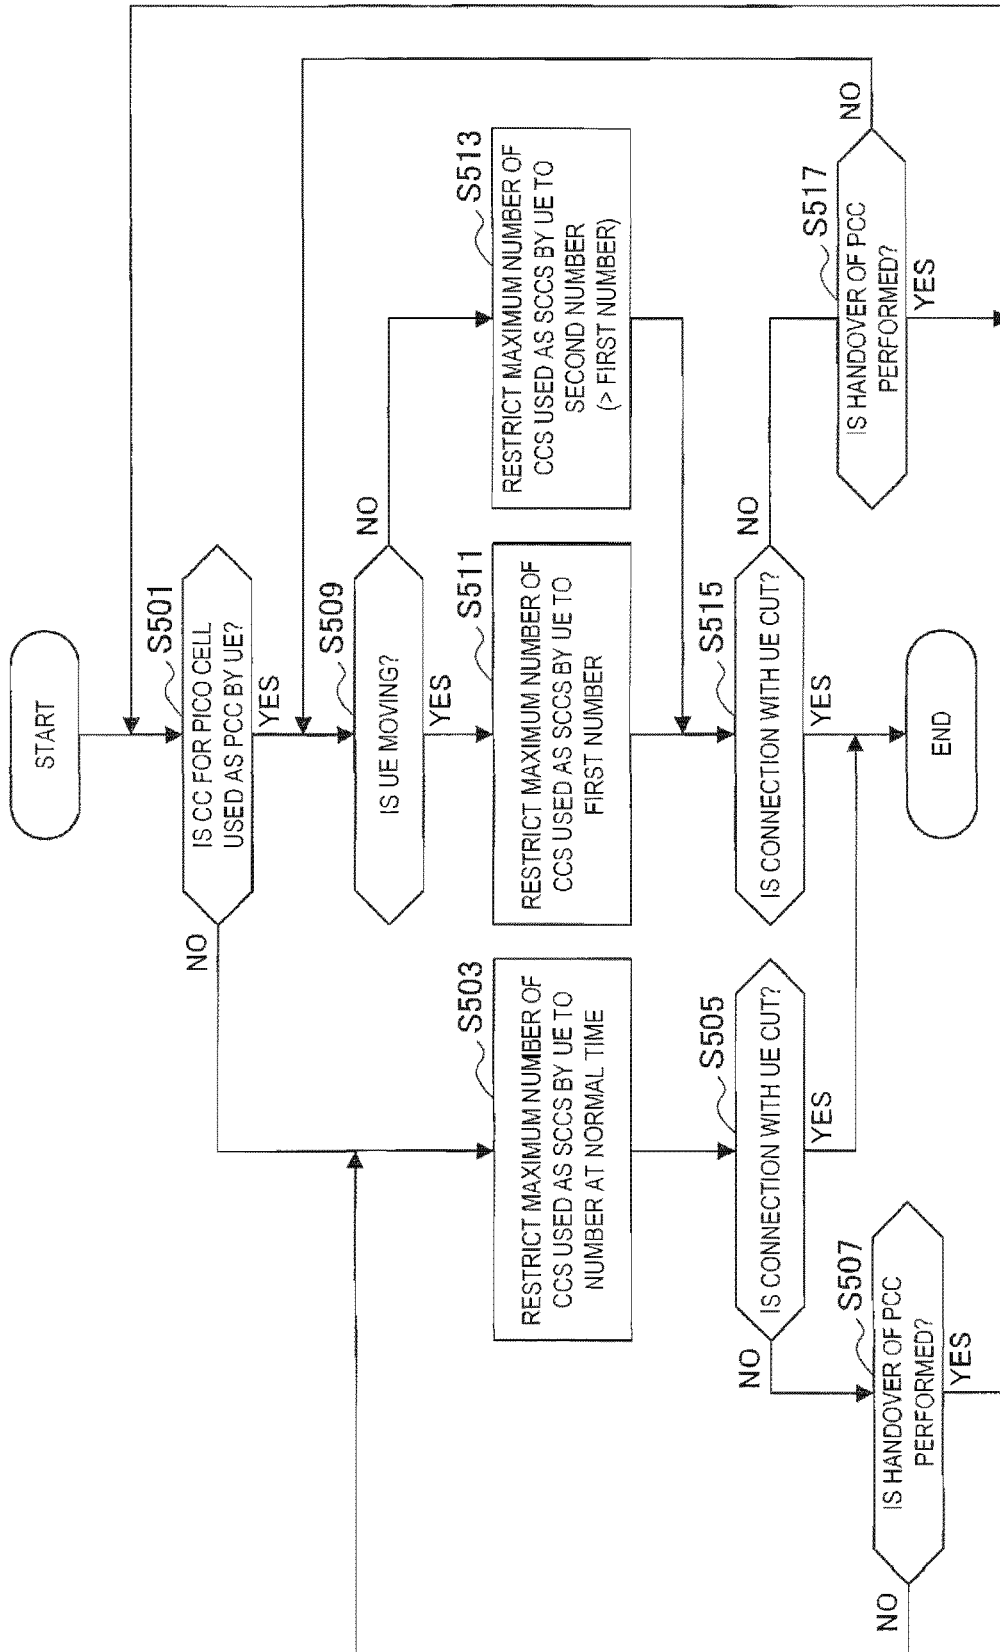 START
S501
IS CC FOR PICO CELL
USED AS PCC BY UE?
NO
YES
S509
IS UE MOVING?
NO
YES
S503
RESTRICT MAXIMUM NUMBER OF
CCS USED AS SCCS BY UE TO
NUMBER AT NORMAL TIME
S511
RESTRICT MAXIMUM NUMBER OF
CCS USED AS SCCS BY UE TO
FIRST NUMBER
S513
RESTRICT MAXIMUM NUMBER OF
CCS USED AS SCCS BY UE TO
SECOND NUMBER
(> FIRST NUMBER)
S505
IS CONNECTION WITH UE CUT?
NO
YES
S515
IS CONNECTION WITH UE CUT?
NO
YES
S507
IS HANDOVER OF PCC
PERFORMED?
NO
YES
S517
IS HANDOVER OF PCC
PERFORMED?
NO
YES
END